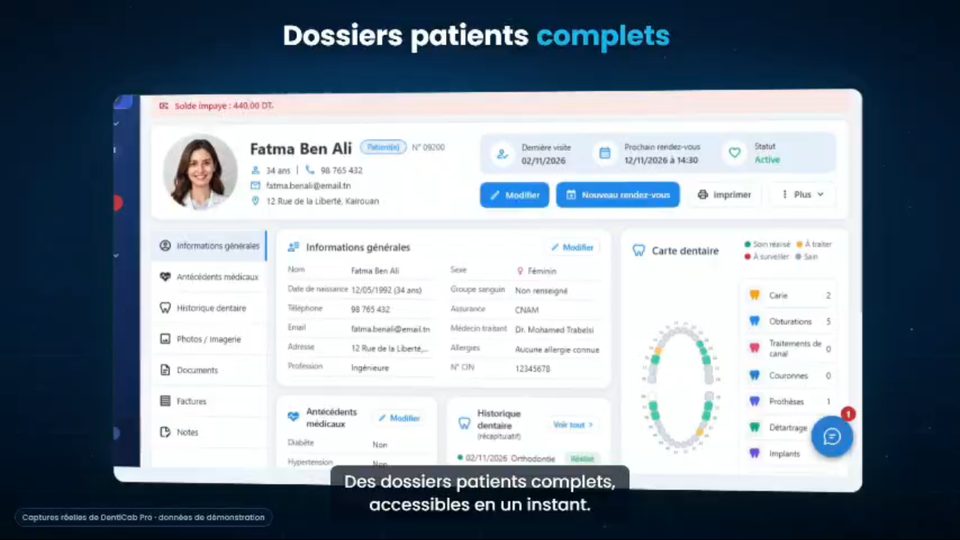 Dossiers patients complets
Solde impayé : 440.00 DT.
Fatma Ben Ali Patient(e) N° 09200
34 ans | 98 765 432
fatma.benali@email.tn
12 Rue de la Liberté, Kairouan
Dernière visite
02/11/2026
Prochain rendez-vous
12/11/2026 à 14:30
Statut
Active
Modifier
Nouveau rendez-vous
Imprimer
Plus
Informations générales
Antécédents médicaux
Historique dentaire
Photos / Imagerie
Documents
Factures
Notes
Informations générales
Modifier
Nom Fatma Ben Ali
Date de naissance 12/05/1992 (34 ans)
Téléphone 98 765 432
Email fatma.benali@email.tn
Adresse 12 Rue de la Liberté,...
Profession Ingénieure
Sexe Féminin
Groupe sanguin Non renseigné
Assurance CNAM
Médecin traitant Dr. Mohamed Trabelsi
Allergies Aucune allergie connue
N° CIN 12345678
Carte dentaire
Soin réalisé À traiter
À surveiller Sain
Carie 2
Obturations 5
Traitements de canal 0
Couronnes 0
Prothèses 1
Détartrage
Implants
1
Antécédents médicaux
Modifier
Diabète Non
Hypertension Non
Historique dentaire
(récapitulatif)
Voir tout >
02/11/2026 Orthodontie Réalisé
Des dossiers patients complets,
accessibles en un instant.
Captures réelles de DentiCab Pro - données de démonstration